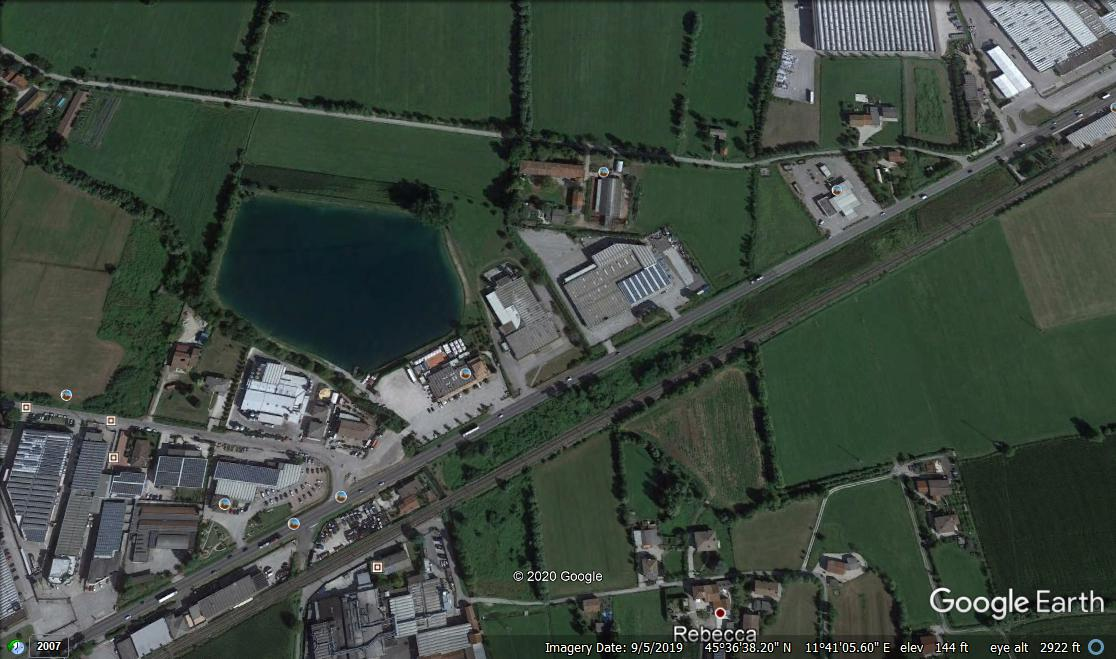 © 2020 Google
Google Earth
Rebecca
2007
Imagery Date: 9/5/2019 45°36'38.20" N 11°41'05.60" E elev 144 ft eye alt 2922 ft